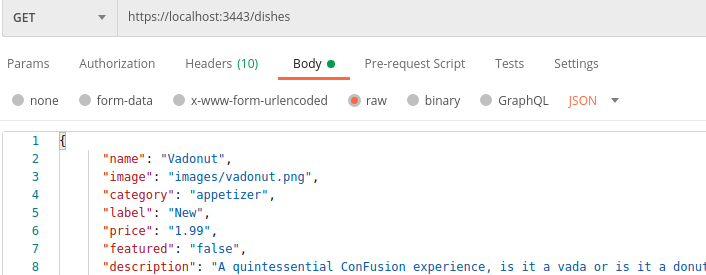 GET https://localhost:3443/dishes
Params Authorization Headers (10) Body Pre-request Script Tests Settings
none form-data x-www-form-urlencoded raw binary GraphQL JSON
1 {
2 "name": "Vadonut",
3 "image": "images/vadonut.png",
4 "category": "appetizer",
5 "label": "New",
6 "price": "1.99",
7 "featured": "false",
8 "description": "A quintessential ConFusion experience, is it a vada or is it a donut